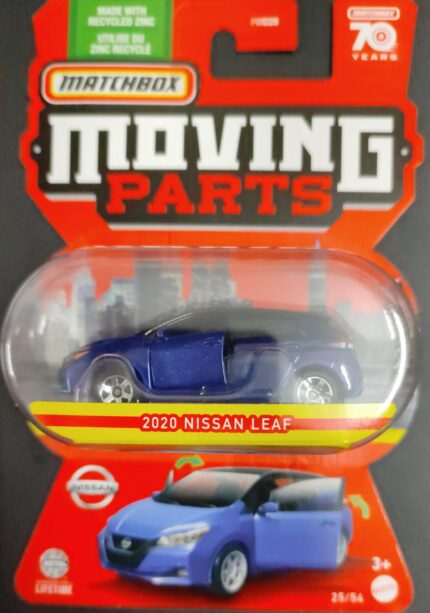 MADE WITH
RECYCLED ZINC
UTILISE DU
ZINC RECYCLÉ
MATCHBOX
70
YEARS
MATCHBOX
MOVING
PARTS
2020 NISSAN LEAF
NISSAN
LIFETIME
3+
25/54